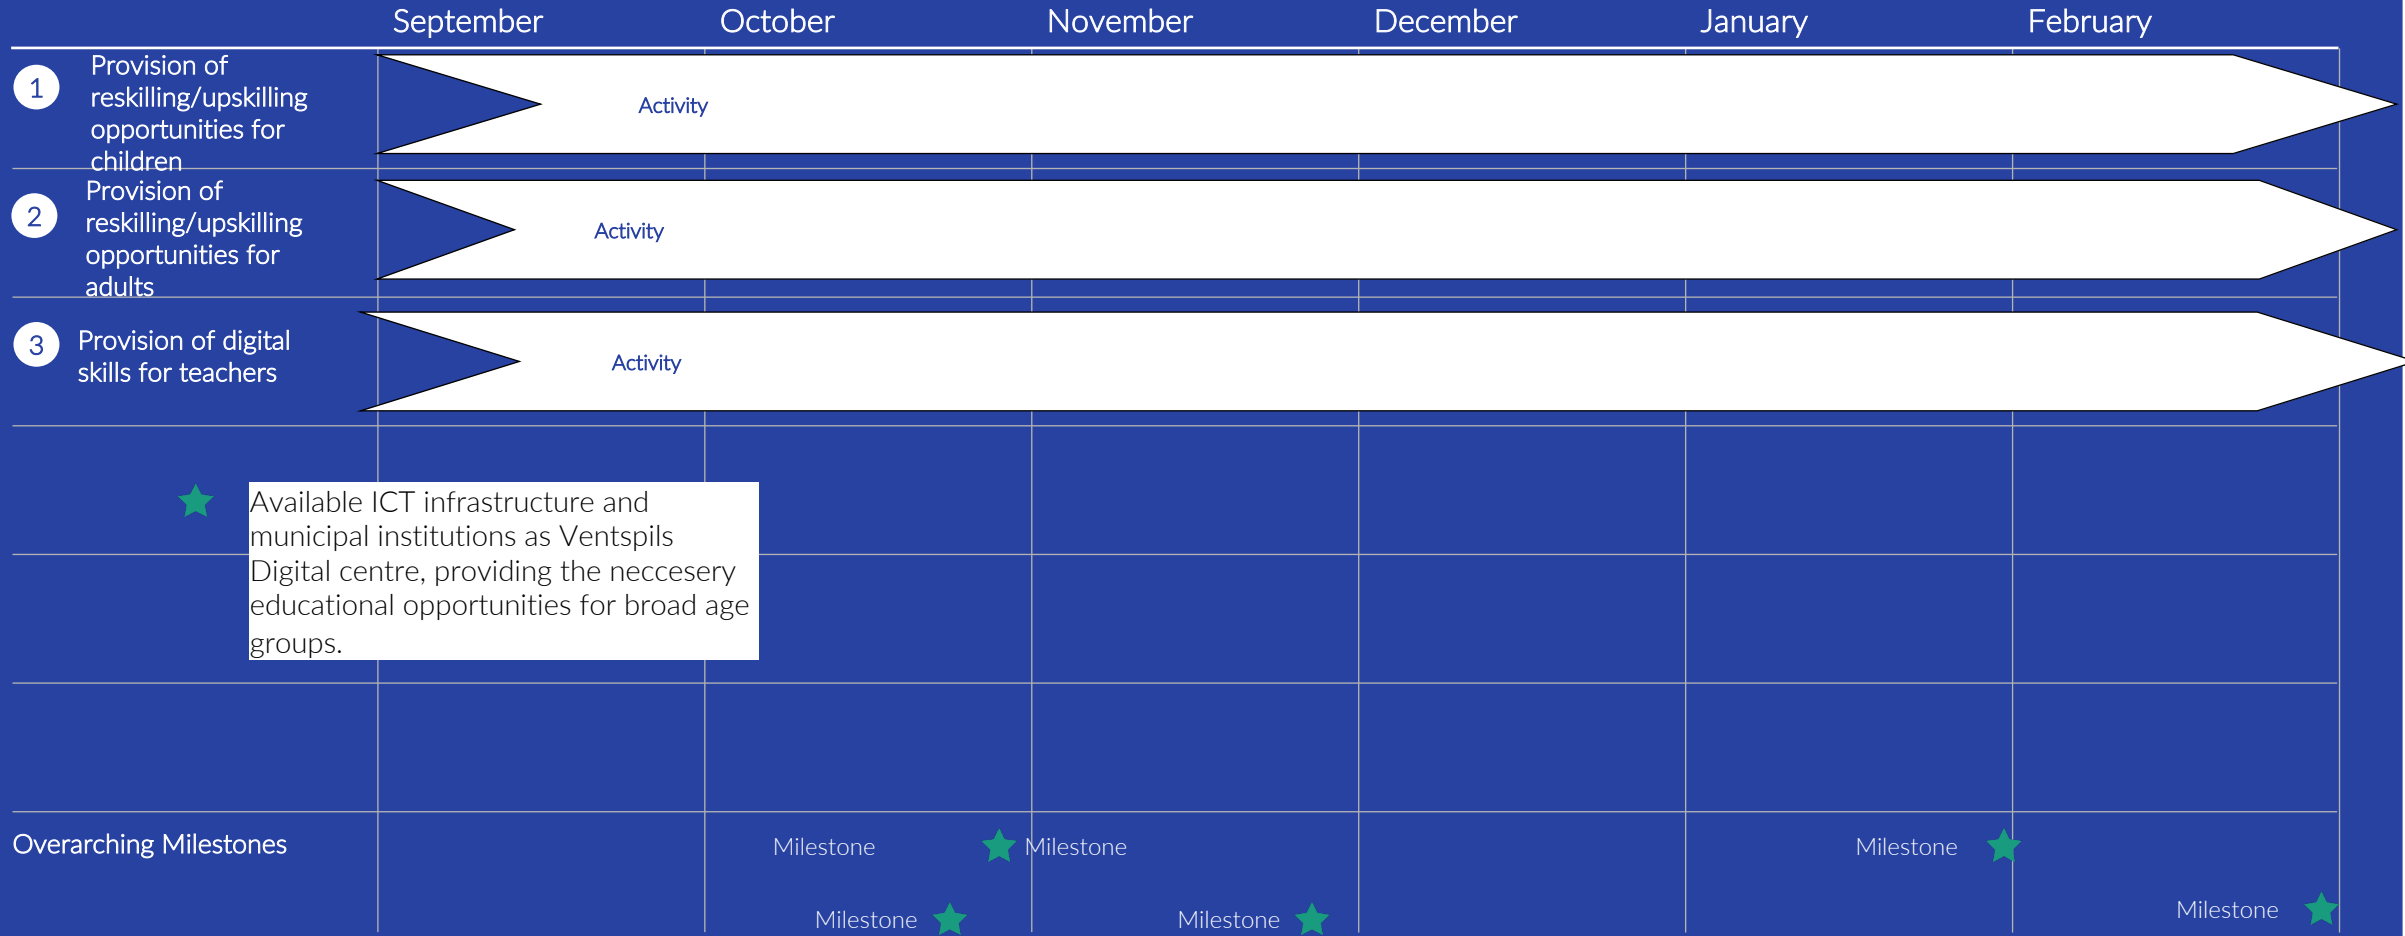 September October November December January February
1
Provision of
reskilling/upskilling
opportunities for
children
Activity
2
Provision of
reskilling/upskilling
opportunities for
adults
Activity
3
Provision of digital
skills for teachers
Activity
Available ICT infrastructure and
municipal institutions as Ventspils
Digital centre, providing the neccesery
educational opportunities for broad age
groups.
Overarching Milestones
Milestone Milestone Milestone
Milestone Milestone Milestone